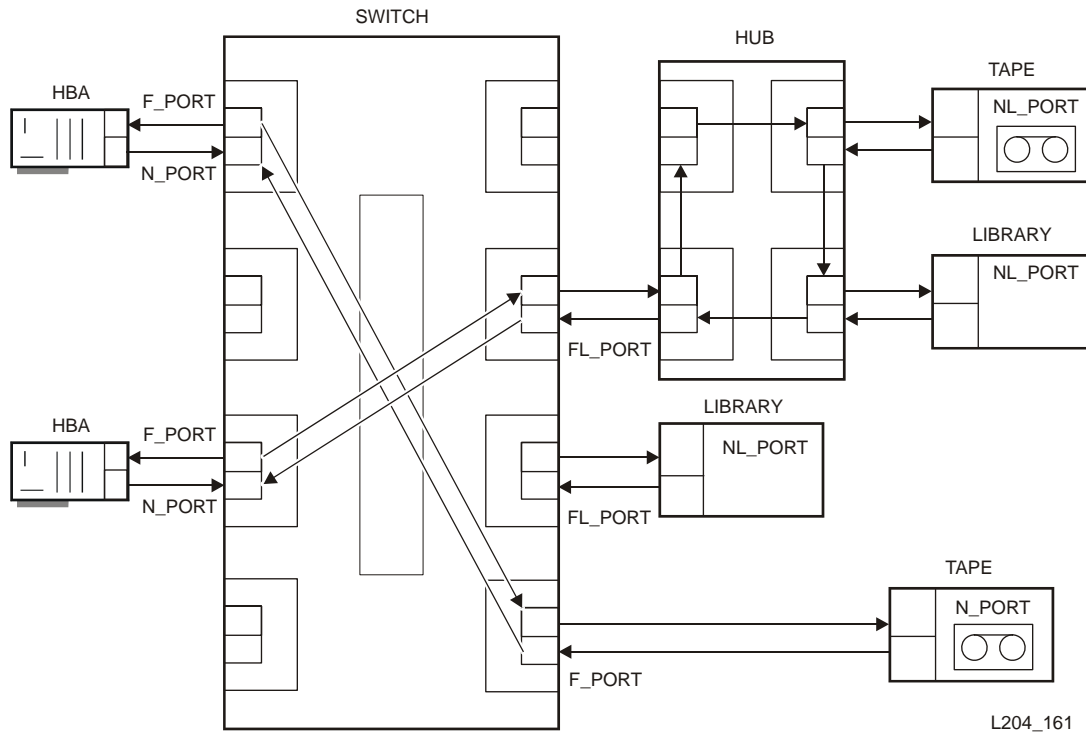 SWITCH
HUB
TAPE
HBA
F_PORT
NL_PORT
N_PORT
LIBRARY
NL_PORT
FL_PORT
LIBRARY
HBA
F_PORT
NL_PORT
N_PORT
FL_PORT
TAPE
N_PORT
F_PORT
L204_161